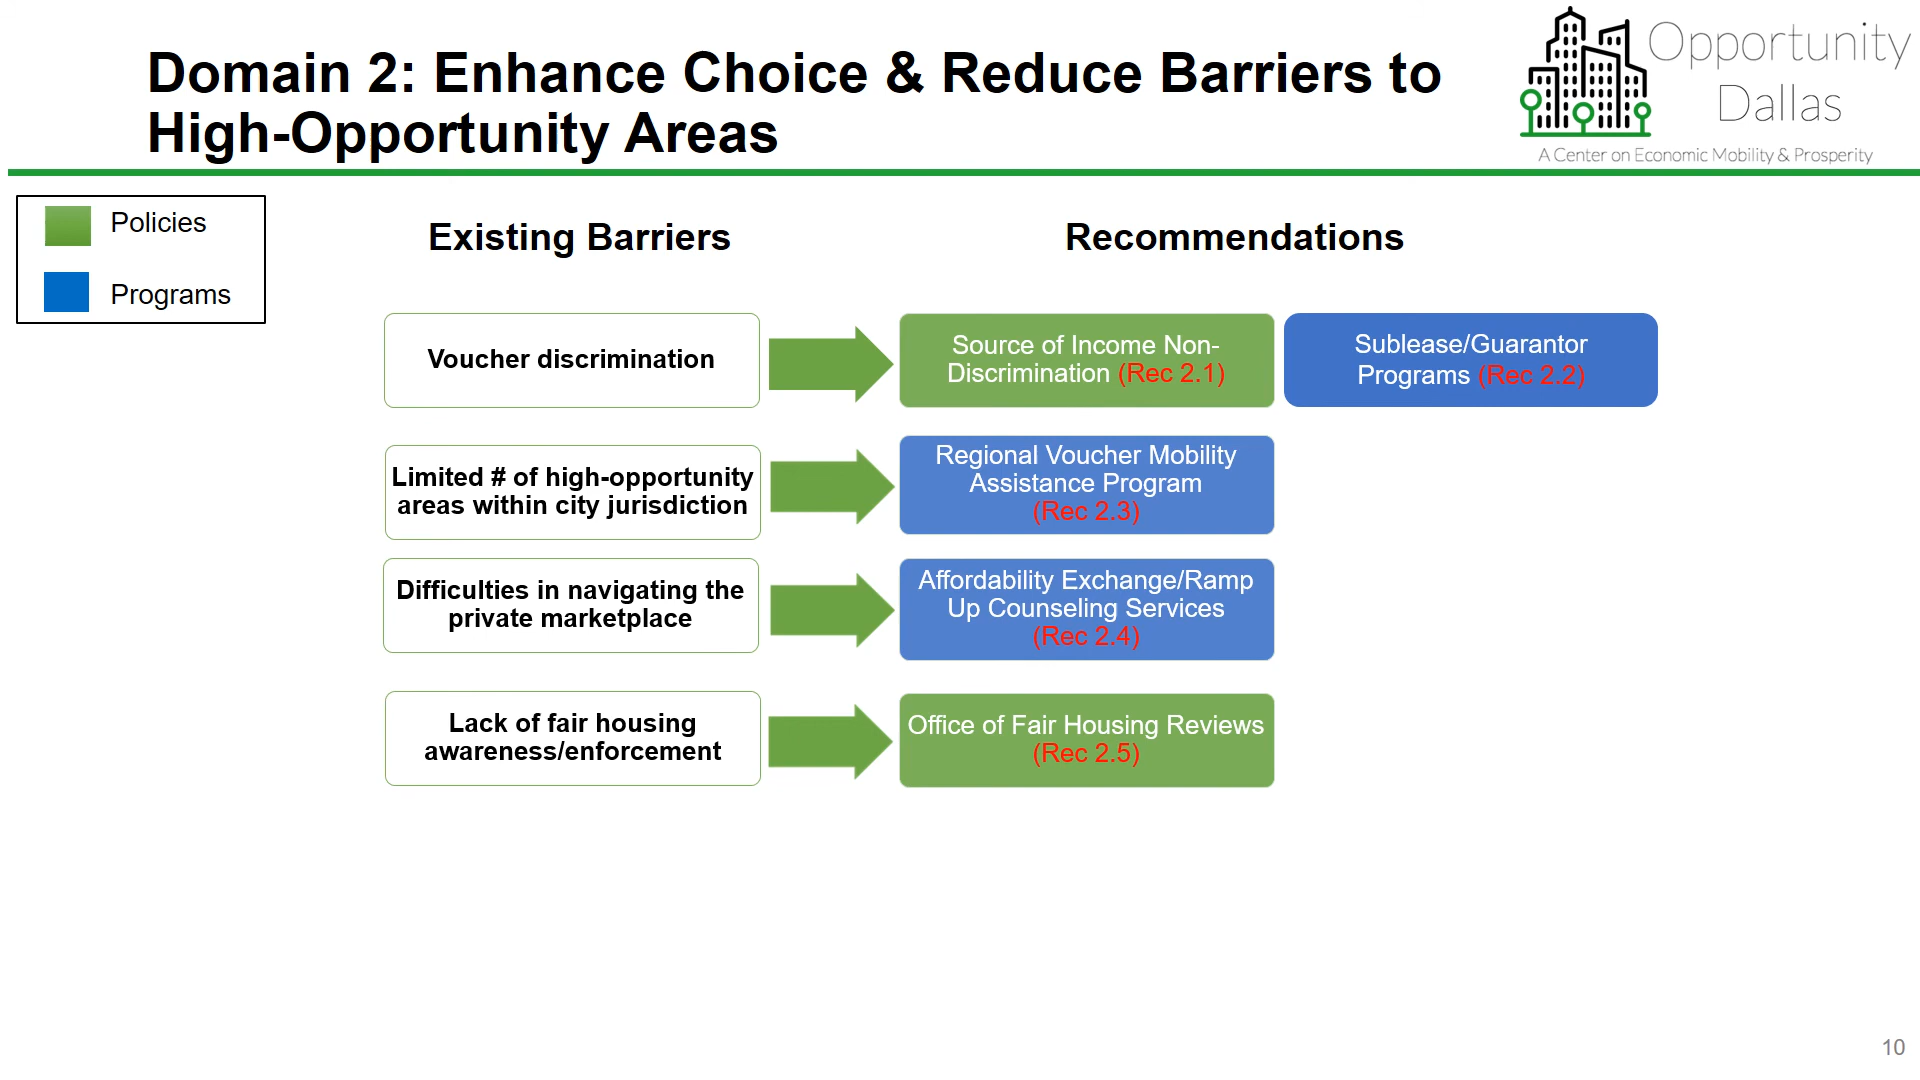 Domain 2: Enhance Choice & Reduce Barriers to
High-Opportunity Areas
Opportunity
Dallas
A Center on Economic Mobility & Prosperity
Policies
Programs
Existing Barriers
Recommendations
Voucher discrimination
Source of Income Non-
Discrimination (Rec 2.1)
Sublease/Guarantor
Programs (Rec 2.2)
Limited # of high-opportunity
areas within city jurisdiction
Regional Voucher Mobility
Assistance Program
(Rec 2.3)
Difficulties in navigating the
private marketplace
Affordability Exchange/Ramp
Up Counseling Services
(Rec 2.4)
Lack of fair housing
awareness/enforcement
Office of Fair Housing Reviews
(Rec 2.5)
10